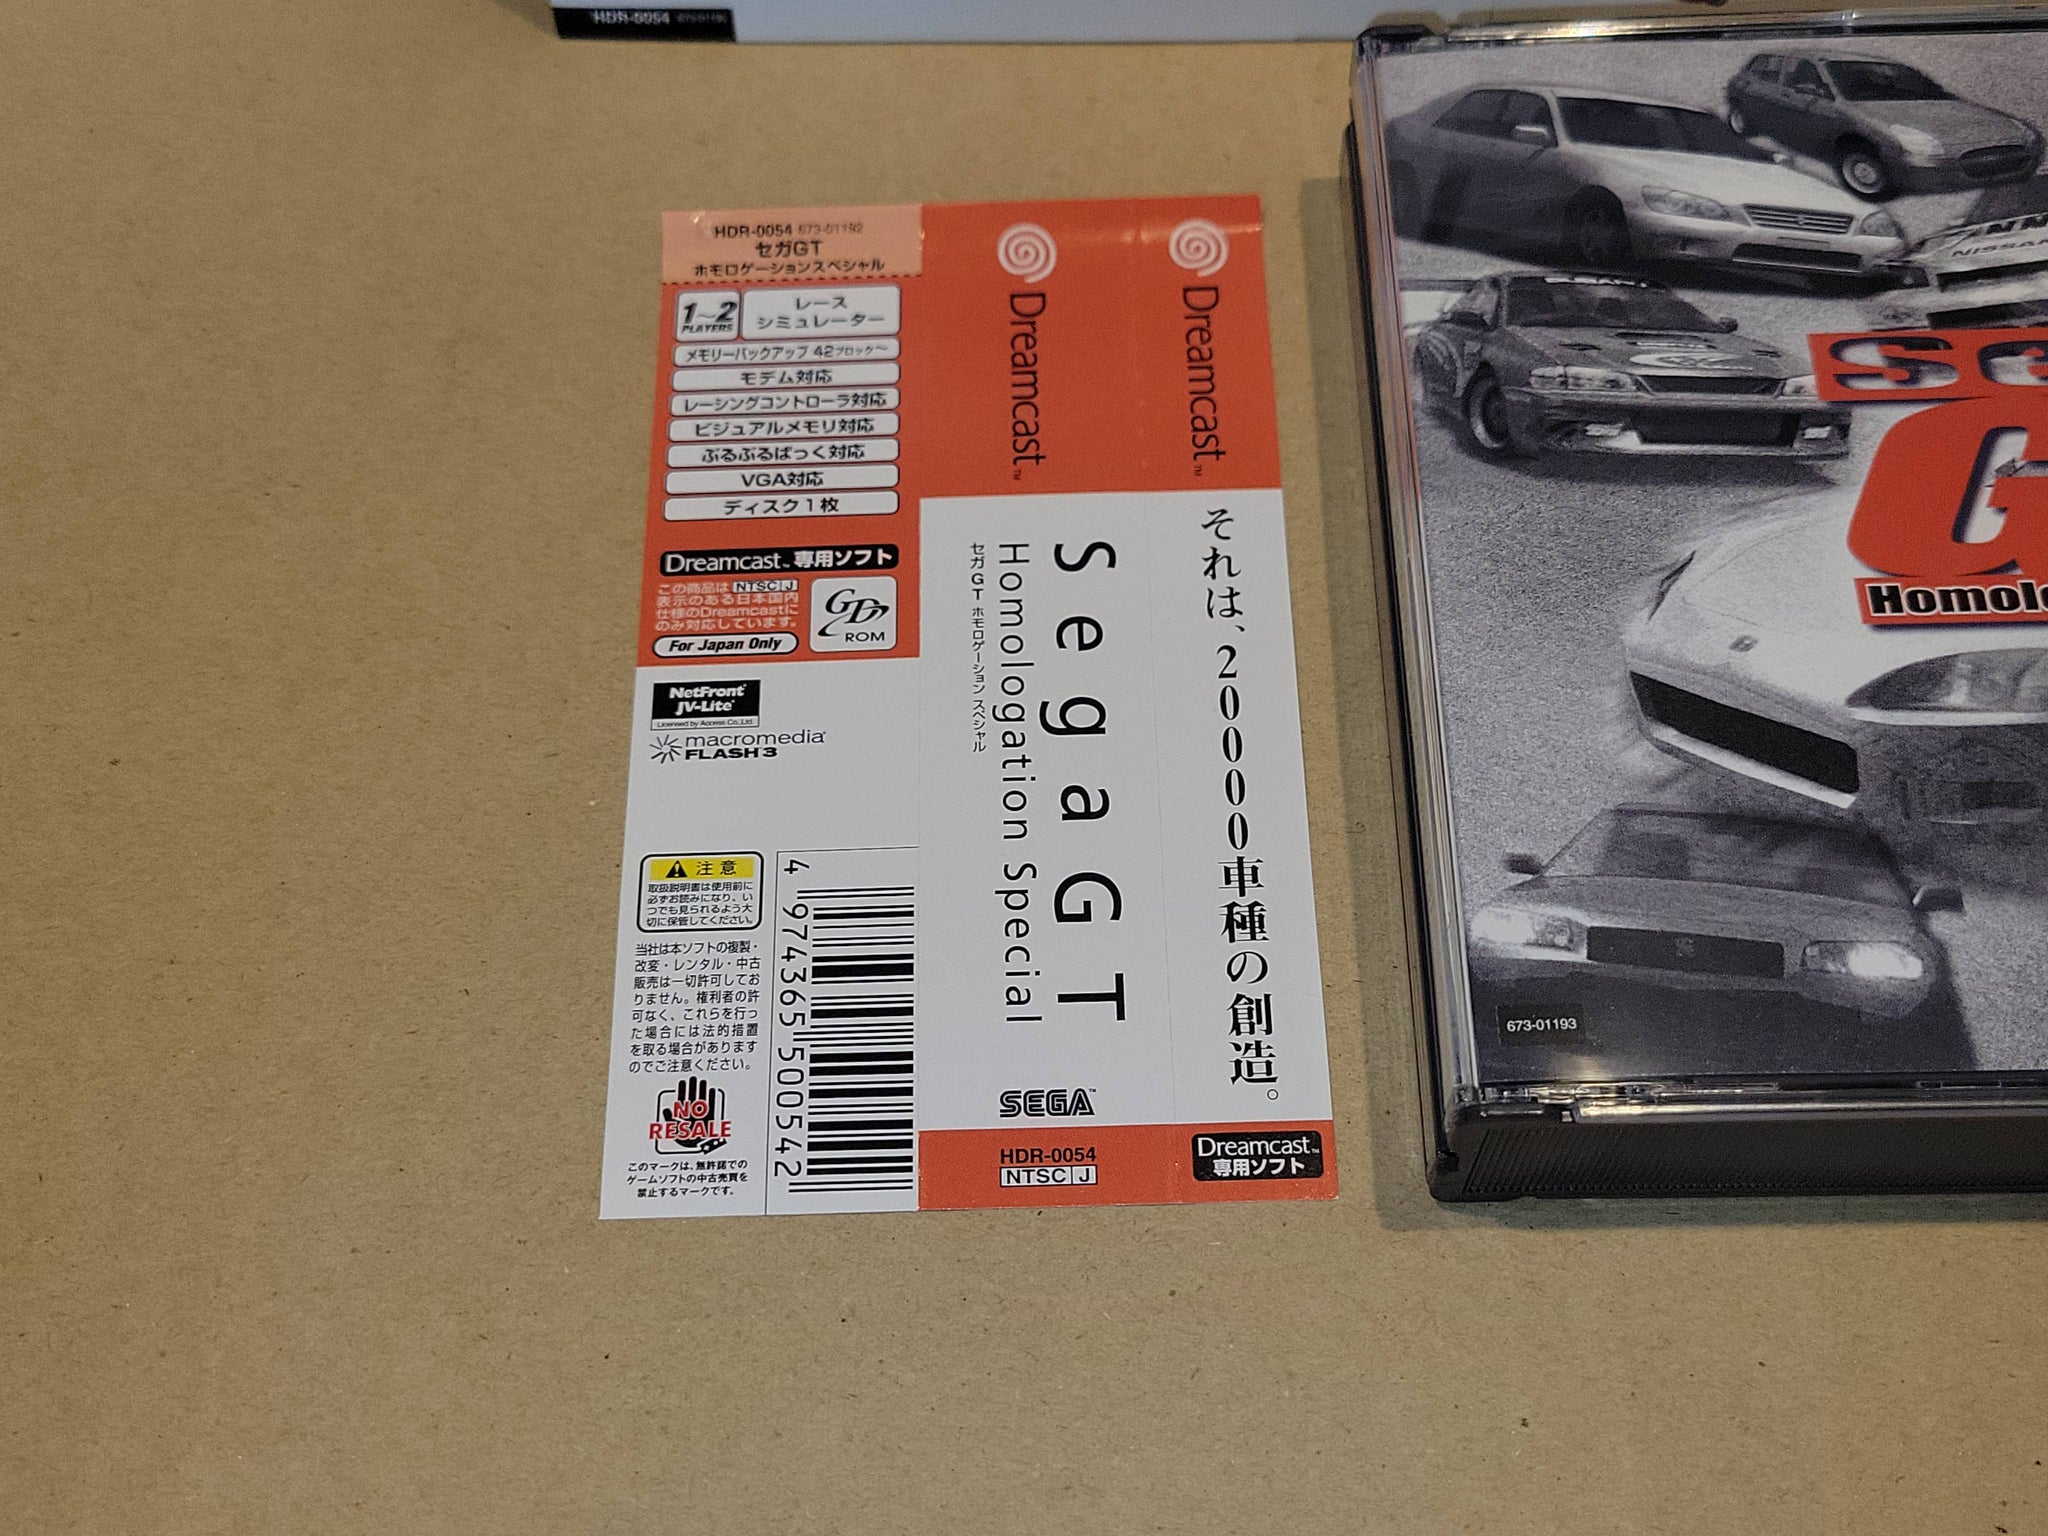 HDR-0054
HDR-0054 673-01192
セガGT
ホモロゲーションスペシャル
1~2
PLAYERS
レース
シミュレーター
メモリーバックアップ 42ブロック~
モデム対応
レーシングコントローラ対応
ビジュアルメモリ対応
ぷるぷるぱっく対応
VGA対応
ディスク1枚
Dreamcast™ 専用ソフト
この商品は NTSC J
表示のある日本国内
仕様のDreamcastに
のみ対応しています。
For Japan Only
GD
ROM
NetFront
JV-Lite
Licensed by Access Co.,Ltd.
macromedia
FLASH 3
注意
取扱説明書は使用前に
必ずお読みになり、い
つでも見られるよう大
切に保管してください。
当社は本ソフトの複製・
改変・レンタル・中古
販売は一切許可してお
りません。権利者の許
可なく、これらを行っ
た場合には法的措置
を取る場合があります
のでご注意ください。
NO
RESALE
このマークは、無許諾での
ゲームソフトの中古売買を
禁止するマークです。
4 974365 500542
Dreamcast™
SegaGT
Homologation Special
セガGT ホモロゲーション スペシャル
SEGA™
HDR-0054
NTSC J
Dreamcast™
それは、20000車種の創造。
Dreamcast™
専用ソフト
NISSAN
Se
G
Homolo
673-01193